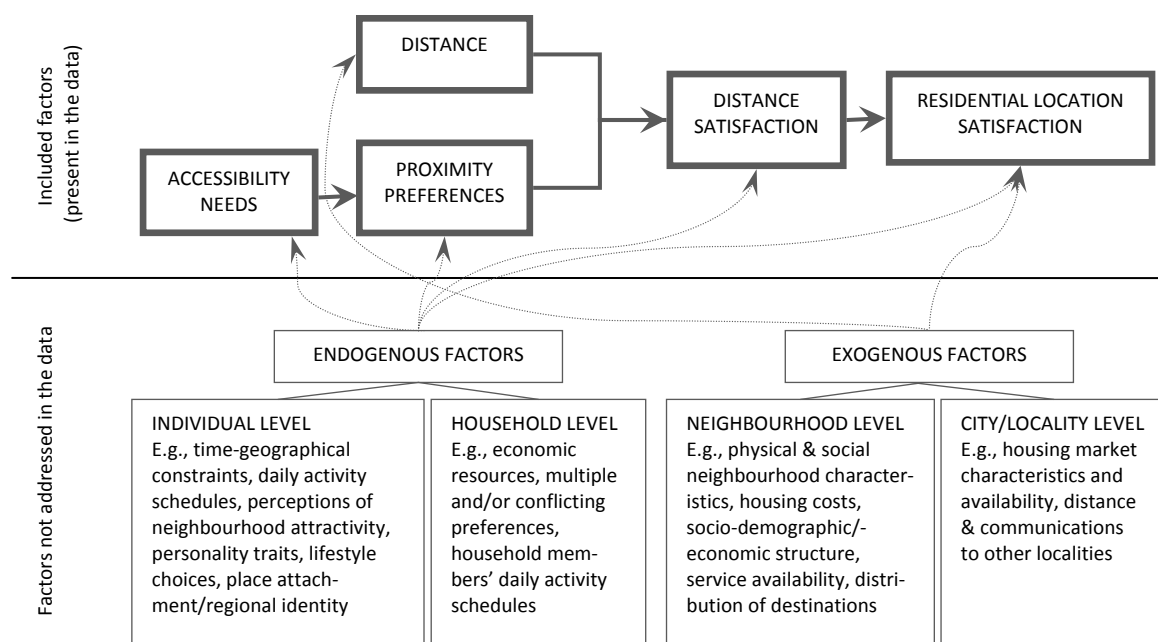 Included factors
(present in the data)
DISTANCE
ACCESSIBILITY
NEEDS
PROXIMITY
PREFERENCES
DISTANCE
SATISFACTION
RESIDENTIAL LOCATION
SATISFACTION
Factors not addressed in the data
ENDOGENOUS FACTORS
EXOGENOUS FACTORS
INDIVIDUAL LEVEL
E.g., time-geographical
constraints, daily activity
schedules, perceptions of
neighbourhood attractivity,
personality traits, lifestyle
choices, place attach-
ment/regional identity
HOUSEHOLD LEVEL
E.g., economic
resources, multiple
and/or conflicting
preferences,
household mem-
bers’ daily activity
schedules
NEIGHBOURHOOD LEVEL
E.g., physical & social
neighbourhood character-
istics, housing costs,
socio-demographic/-
economic structure,
service availability, distri-
bution of destinations
CITY/LOCALITY LEVEL
E.g., housing market
characteristics and
availability, distance
& communications
to other localities